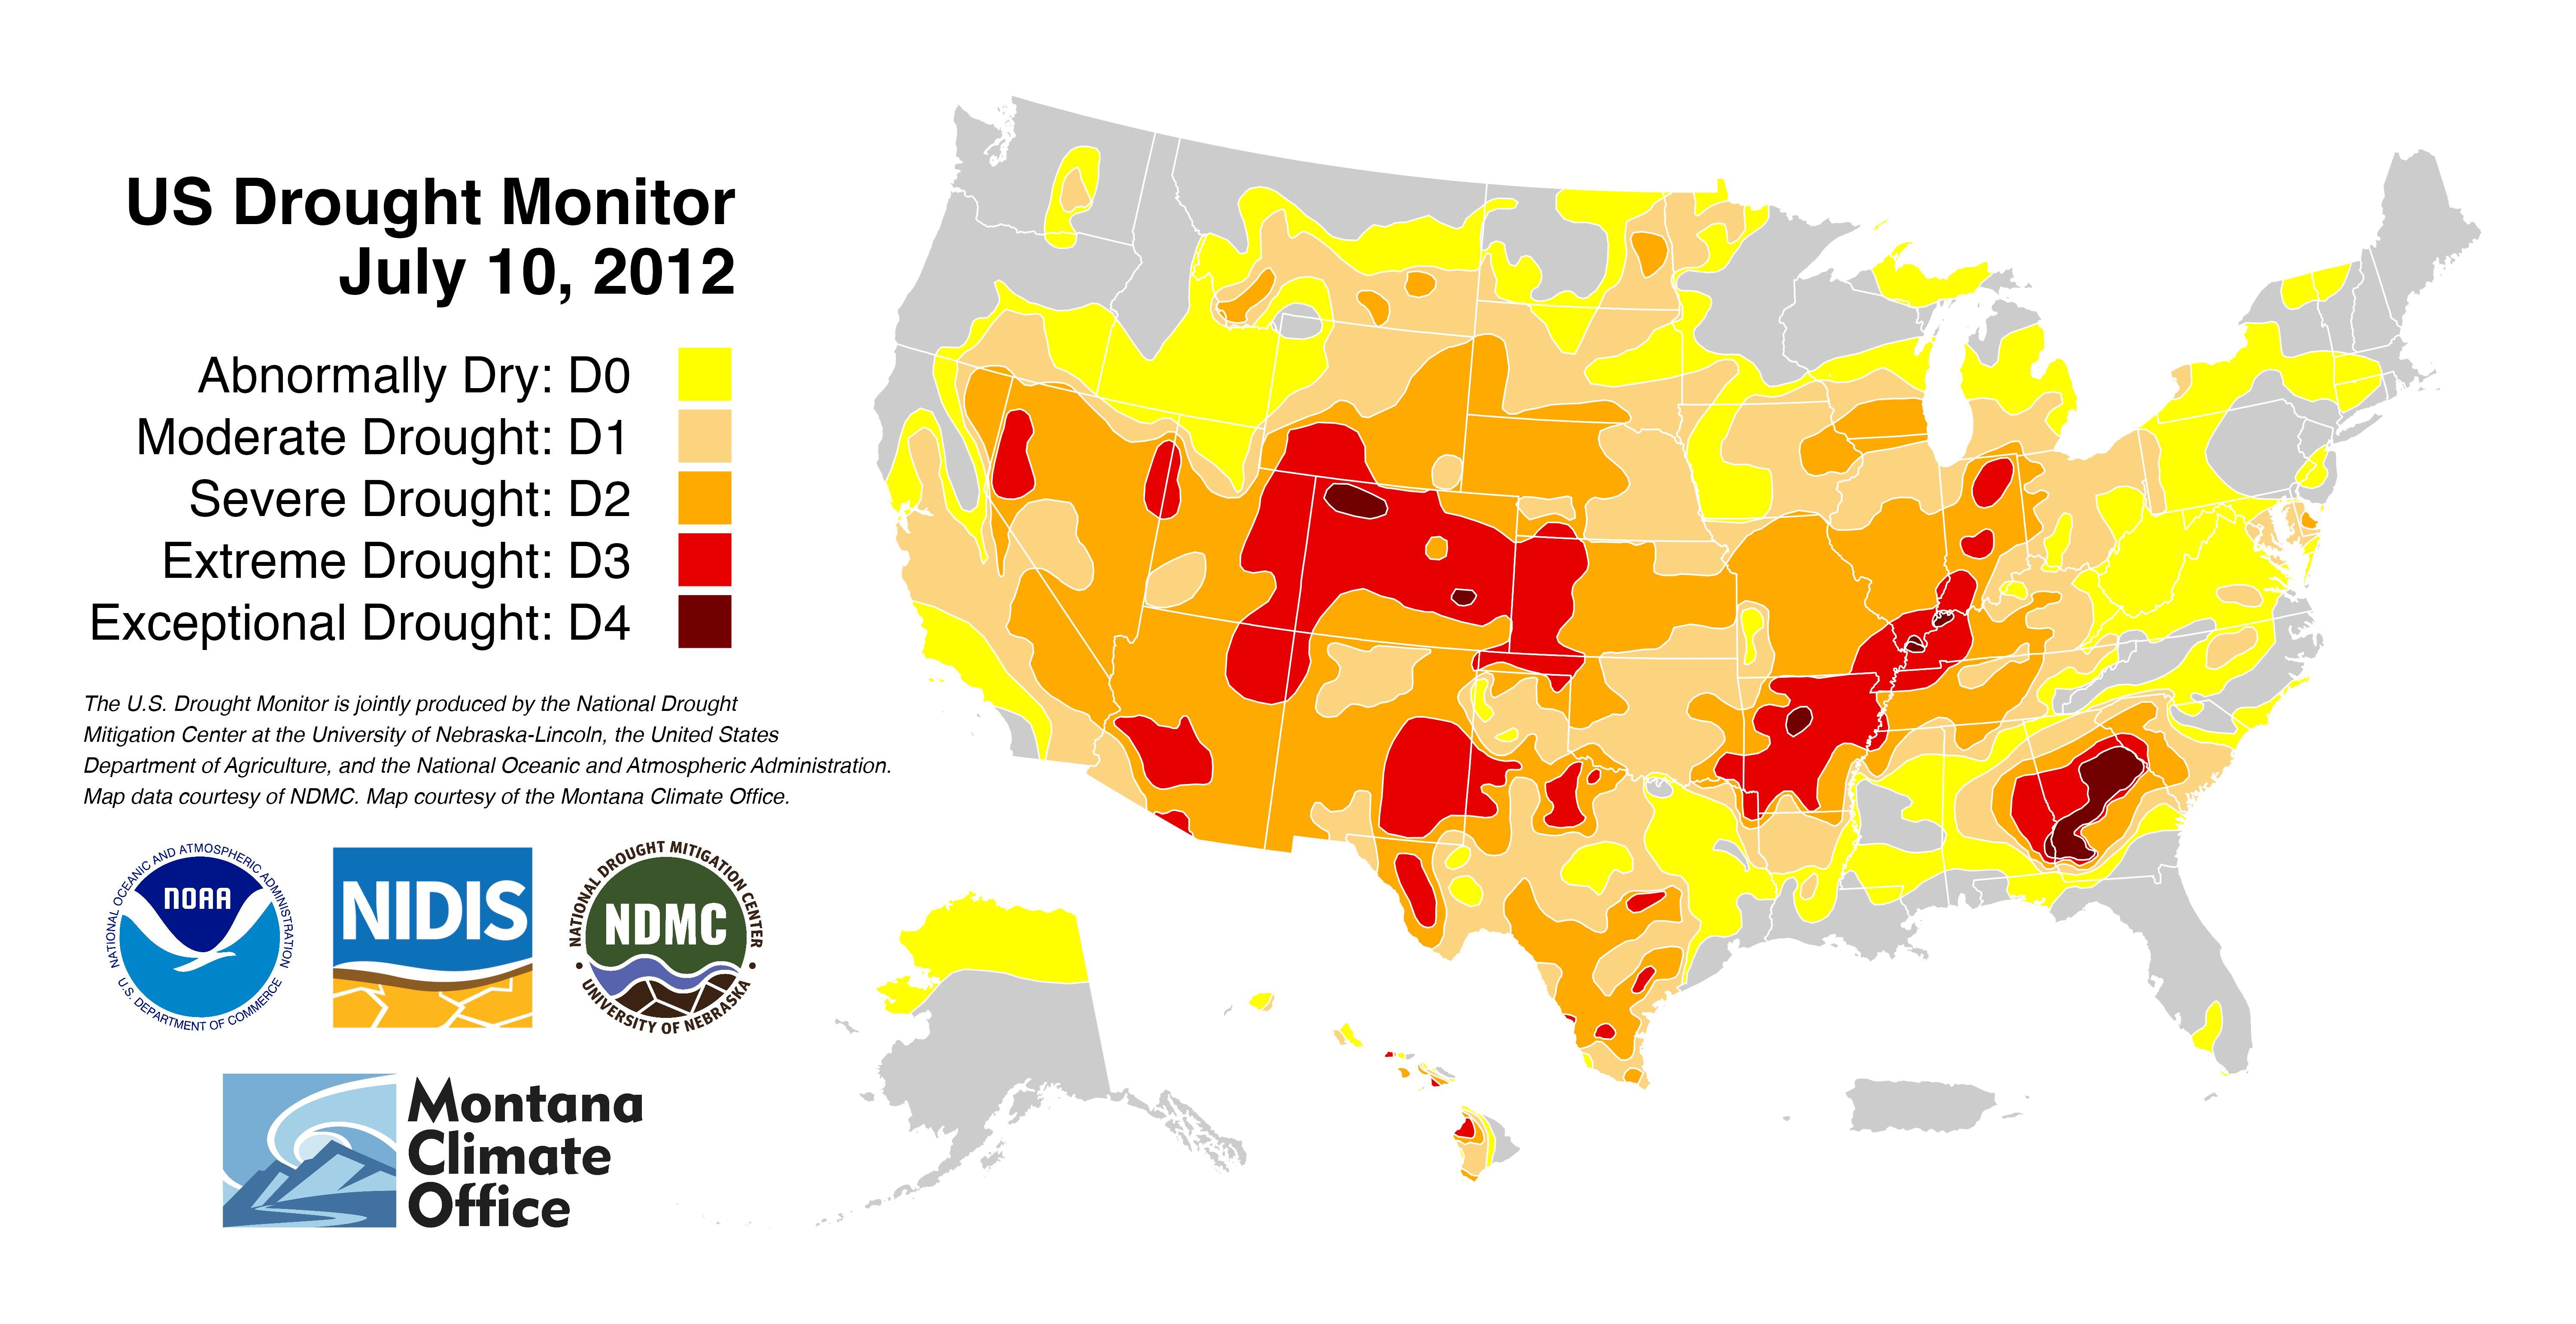 US Drought Monitor
July 10, 2012
Abnormally Dry: D0
Moderate Drought: D1
Severe Drought: D2
Extreme Drought: D3
Exceptional Drought: D4
The U.S. Drought Monitor is jointly produced by the National Drought
Mitigation Center at the University of Nebraska-Lincoln, the United States
Department of Agriculture, and the National Oceanic and Atmospheric Administration.
Map data courtesy of NDMC. Map courtesy of the Montana Climate Office.
NATIONAL OCEANIC AND ATMOSPHERIC ADMINISTRATION
NOAA
U.S. DEPARTMENT OF COMMERCE
NIDIS
NATIONAL DROUGHT MITIGATION CENTER
NDMC
UNIVERSITY OF NEBRASKA
Montana
Climate
Office